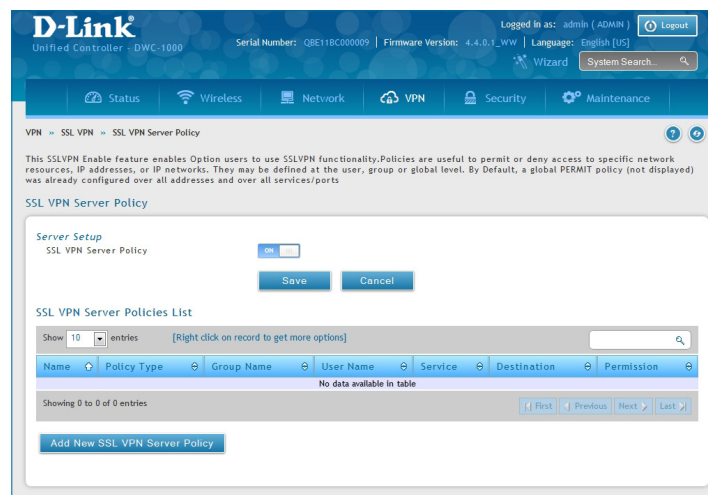 D-Link®
Unified Controller - DWC-1000
Serial Number: QBE11BC000009 | Firmware Version: 4.4.0.1_WW | Language: English [US]
Logged in as: admin ( ADMIN )
Logout
Wizard
System Search...
Status
Wireless
Network
VPN
Security
Maintenance
VPN » SSL VPN » SSL VPN Server Policy
This SSLVPN Enable feature enables Option users to use SSLVPN functionality.Policies are useful to permit or deny access to specific network
resources, IP addresses, or IP networks. They may be defined at the user, group or global level. By Default, a global PERMIT policy (not displayed)
was already configured over all addresses and over all services/ports
SSL VPN Server Policy
Server Setup
SSL VPN Server Policy
ON
Save
Cancel
SSL VPN Server Policies List
Show 10 entries
[Right click on record to get more options]
Name
Policy Type
Group Name
User Name
Service
Destination
Permission
No data available in table
Showing 0 to 0 of 0 entries
First
Previous
Next
Last
Add New SSL VPN Server Policy